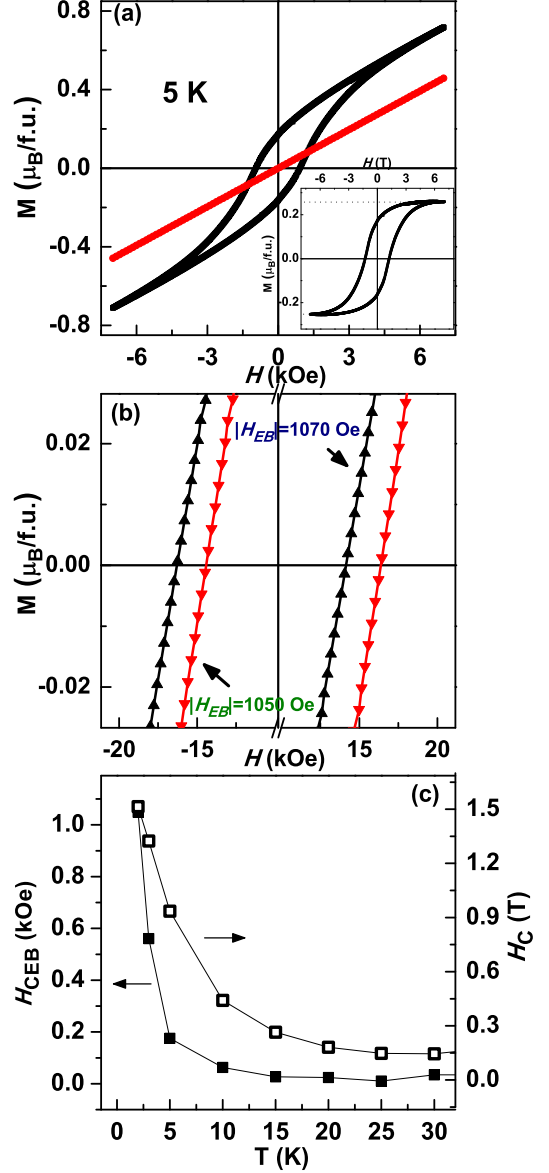 (a)
5 K
M (μB/f.u.)
0.8
0.4
0.0
-0.4
-0.8
-6 -3 0 3 6
H (kOe)
H (T)
-6 -3 0 3 6
M (μB/f.u.)
0.2
0.0
-0.2
(b)
|HEB|=1070 Oe
M (μB/f.u.)
0.02
0.00
-0.02
|HEB|=1050 Oe
-20 -15 15 20
H (kOe)
(c)
HCEB (kOe)
1.0
0.8
0.6
0.4
0.2
0.0
1.5
1.2
0.9
0.6
0.3
0.0
HC (T)
0 5 10 15 20 25 30
T (K)